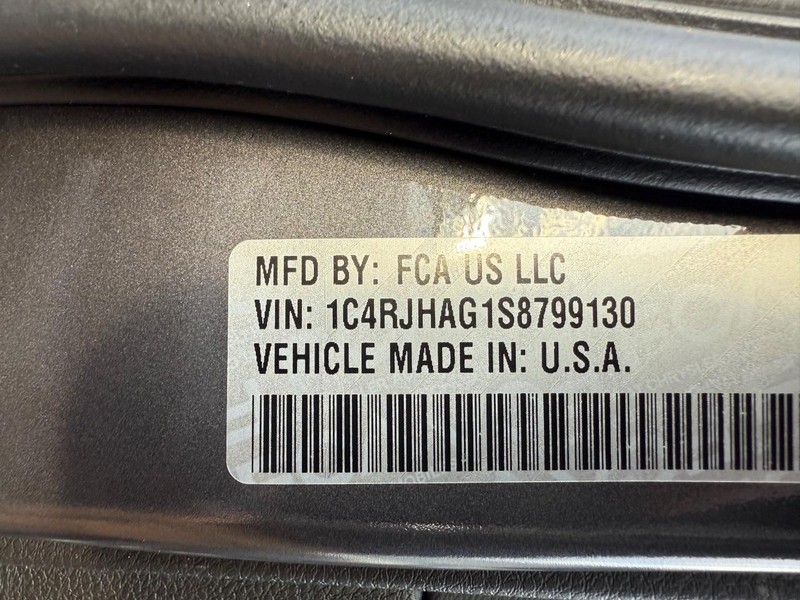 MFD BY: FCA US LLC
VIN: 1C4RJHAG1S8799130
VEHICLE MADE IN: U.S.A.